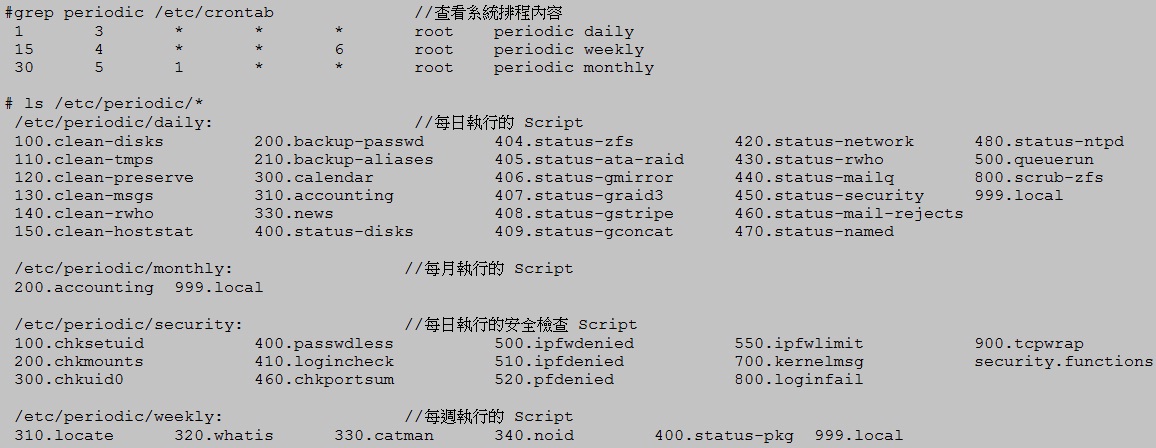 #grep periodic /etc/crontab //查看系統排程內容
1 3 * * * root periodic daily
15 4 * * 6 root periodic weekly
30 5 1 * * root periodic monthly
# ls /etc/periodic/*
/etc/periodic/daily: //每日執行的 Script
100.clean-disks 200.backup-passwd 404.status-zfs 420.status-network 480.status-ntpd
110.clean-tmps 210.backup-aliases 405.status-ata-raid 430.status-rwho 500.queuerun
120.clean-preserve 300.calendar 406.status-gmirror 440.status-mailq 800.scrub-zfs
130.clean-msgs 310.accounting 407.status-graid3 450.status-security 999.local
140.clean-rwho 330.news 408.status-gstripe 460.status-mail-rejects
150.clean-hoststat 400.status-disks 409.status-gconcat 470.status-named
/etc/periodic/monthly: //每月執行的 Script
200.accounting 999.local
/etc/periodic/security: //每日執行的安全檢查 Script
100.chksetuid 400.passwdless 500.ipfwdenied 550.ipfwlimit 900.tcpwrap
200.chkmounts 410.logincheck 510.ipfdenied 700.kernelmsg security.functions
300.chkuid0 460.chkportsum 520.pfdenied 800.loginfail
/etc/periodic/weekly: //每週執行的 Script
310.locate 320.whatis 330.catman 340.noid 400.status-pkg 999.local